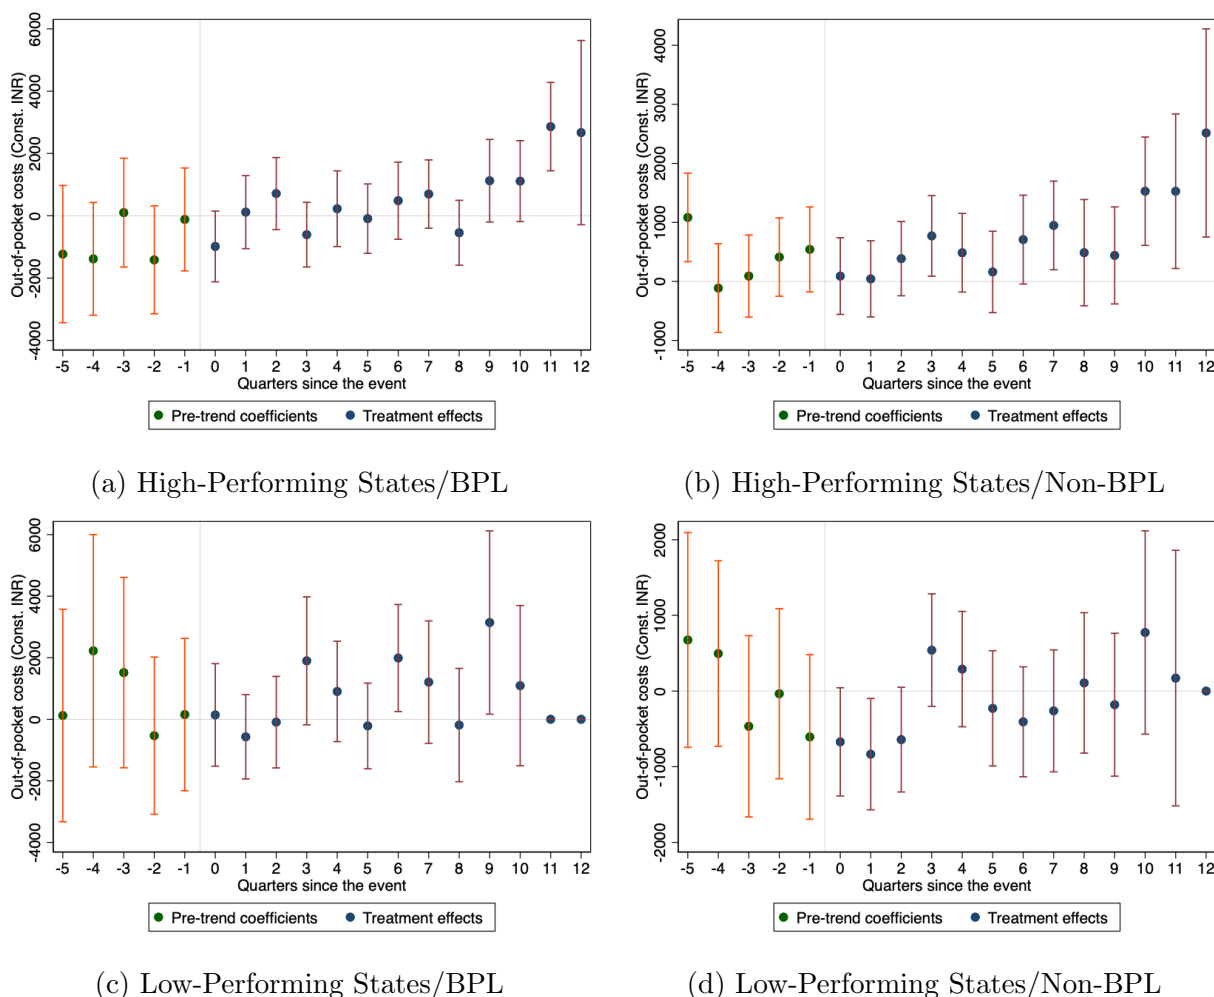 Out-of-pocket costs (Const. INR)
6000
4000
2000
0
-2000
-4000
-5 -4 -3 -2 -1 0 1 2 3 4 5 6 7 8 9 10 11 12
Quarters since the event
Pre-trend coefficients Treatment effects
(a) High-Performing States/BPL
Out-of-pocket costs (Const. INR)
4000
3000
2000
1000
0
-1000
-5 -4 -3 -2 -1 0 1 2 3 4 5 6 7 8 9 10 11 12
Quarters since the event
Pre-trend coefficients Treatment effects
(b) High-Performing States/Non-BPL
Out-of-pocket costs (Const. INR)
6000
4000
2000
0
-2000
-4000
-5 -4 -3 -2 -1 0 1 2 3 4 5 6 7 8 9 10 11 12
Quarters since the event
Pre-trend coefficients Treatment effects
(c) Low-Performing States/BPL
Out-of-pocket costs (Const. INR)
2000
1000
0
-1000
-2000
-5 -4 -3 -2 -1 0 1 2 3 4 5 6 7 8 9 10 11 12
Quarters since the event
Pre-trend coefficients Treatment effects
(d) Low-Performing States/Non-BPL